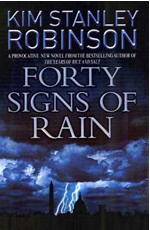 KIM STANLEY
ROBINSON
A PROVOCATIVE NEW NOVEL FROM THE BESTSELLING AUTHOR OF
THE YEARS OF RICE AND SALT
FORTY
SIGNS OF
RAIN